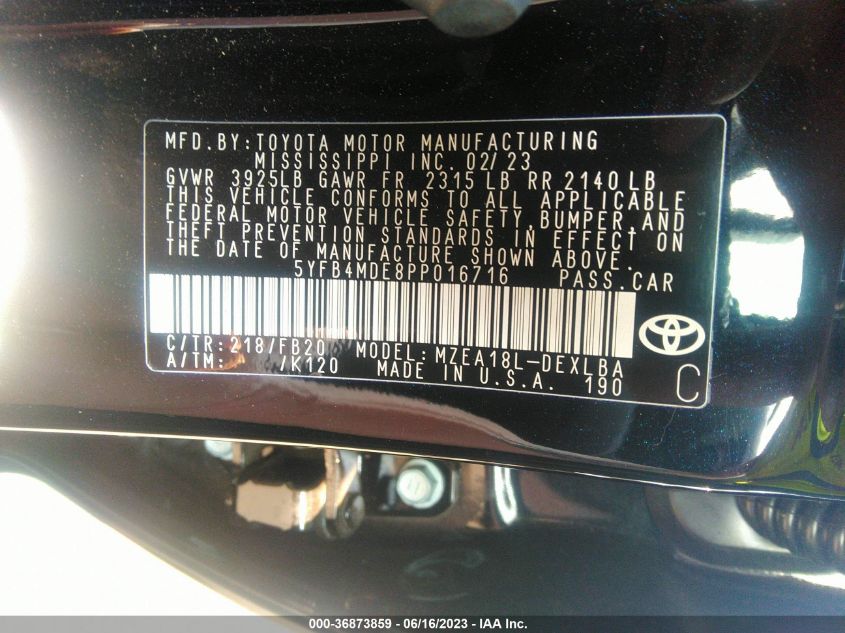 MFD.BY:TOYOTA MOTOR MANUFACTURING
MISSISSIPPI INC. 02/23
GVWR 3925LB GAWR FR 2315 LB RR 2140 LB
THIS VEHICLE CONFORMS TO ALL APPLICABLE
FEDERAL MOTOR VEHICLE SAFETY,BUMPER,AND
THEFT PREVENTION STANDARDS IN EFFECT ON
THE DATE OF MANUFACTURE SHOWN ABOVE.
5YFB4MDE8PP016716 PASS.CAR
C/TR:218/FB20 MODEL:MZEA18L-DEXLBA
A/TM: /K120 MADE IN U.S.A. 190
C
000-36873859 - 06/16/2023 - IAA Inc.